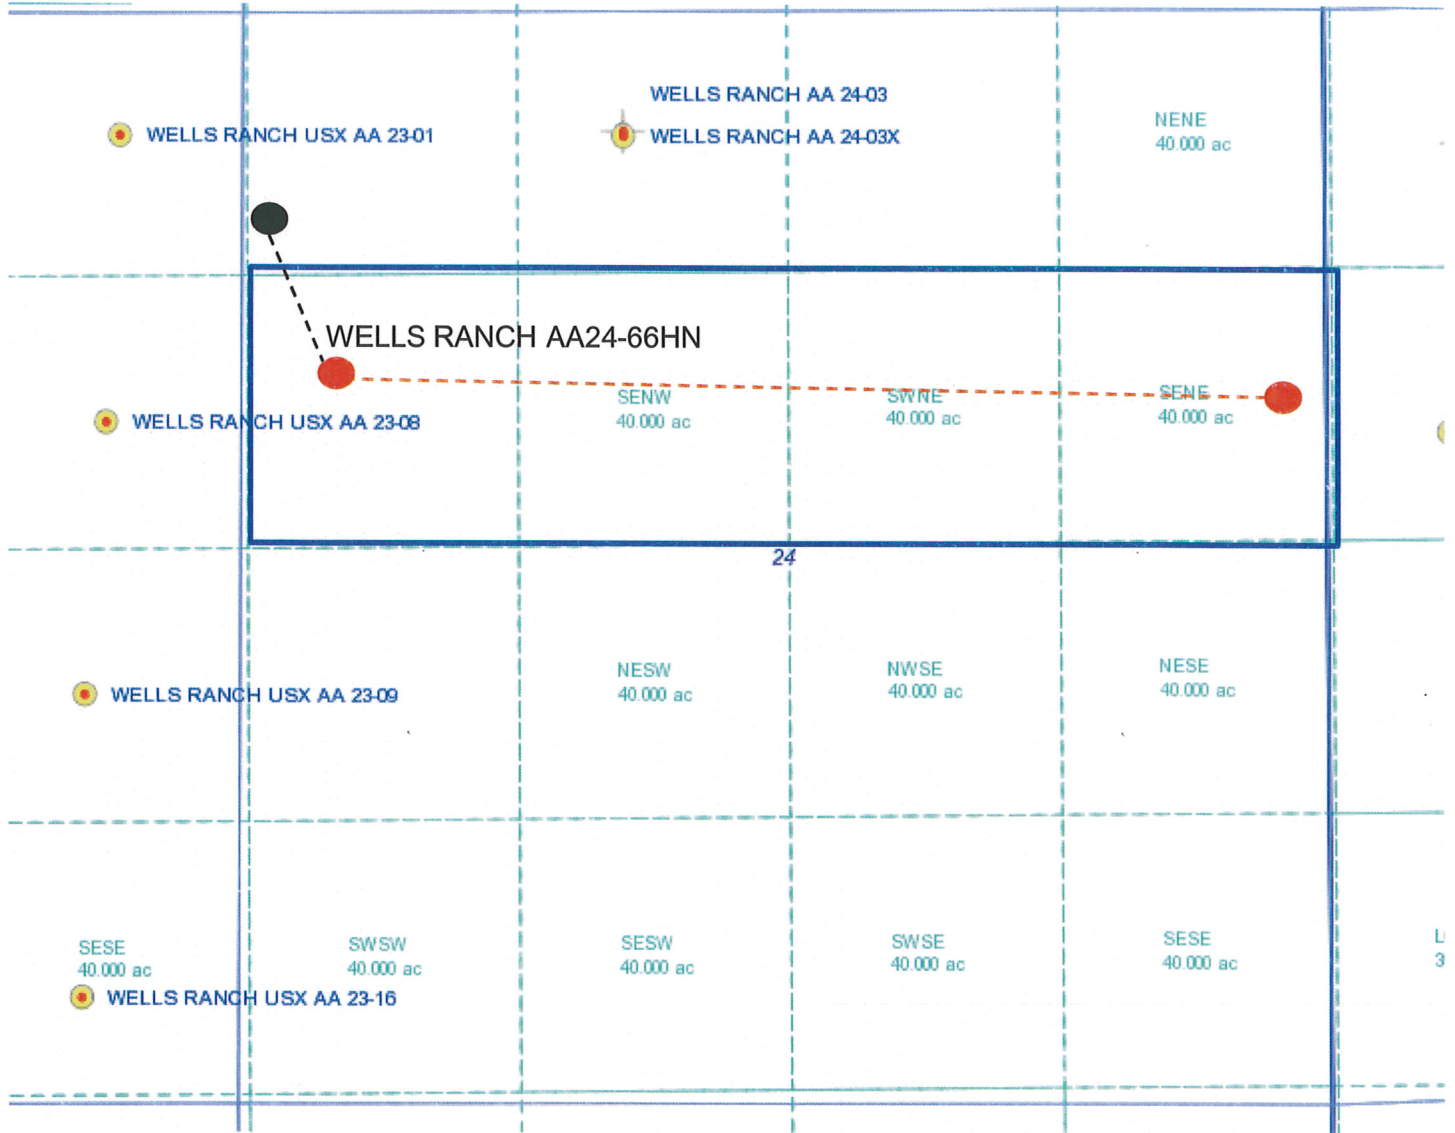 WELLS RANCH AA 24-03
WELLS RANCH USX AA 23-01
WELLS RANCH AA 24-03X
NENE
40.000 ac
WELLS RANCH AA24-66HN
WELLS RANCH USX AA 23-08
SENW
40.000 ac
SWNE
40.000 ac
SENE
40.000 ac
24
WELLS RANCH USX AA 23-09
NESW
40.000 ac
NWSE
40.000 ac
NESE
40.000 ac
SESE
40.000 ac
SWSW
40.000 ac
SESW
40.000 ac
SWSE
40.000 ac
SESE
40.000 ac
WELLS RANCH USX AA 23-16